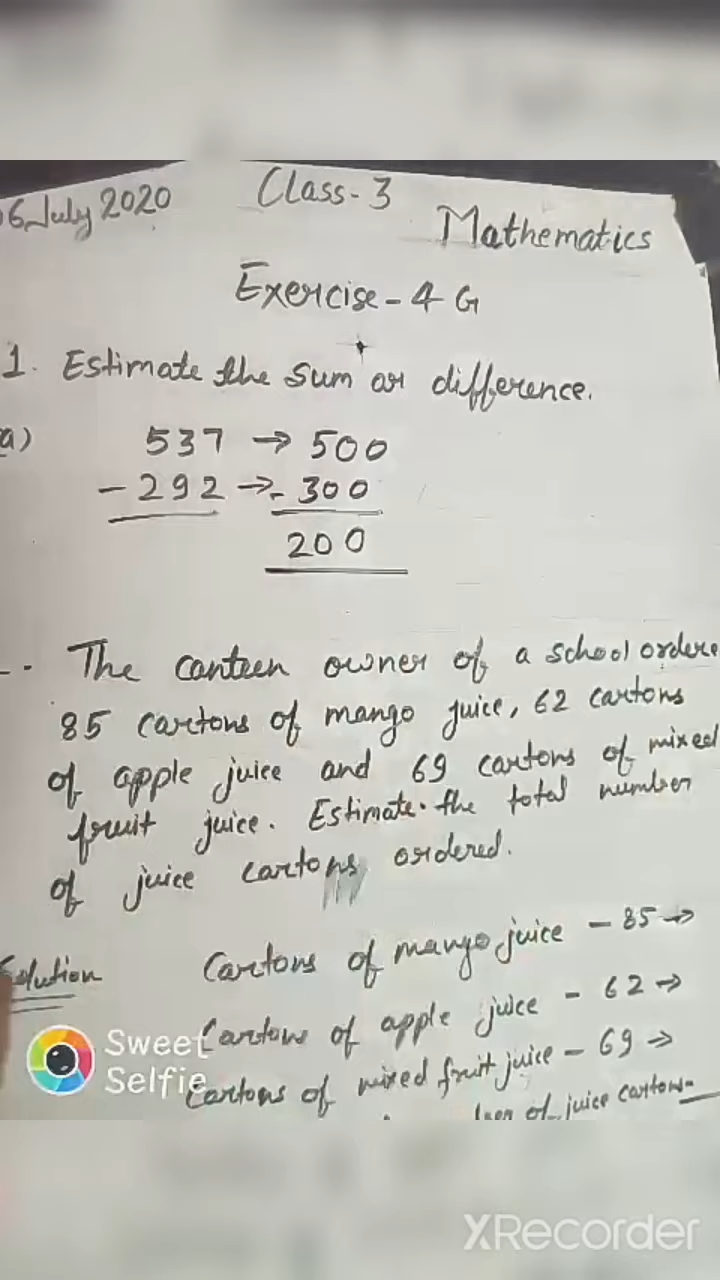 6 July 2020
Class-3
Mathematics
Exercise-4 G
1. Estimate the sum or difference.
a) 537 → 500
- 292 → - 300
200
The canteen owner of a school ordere
85 cartons of mango juice, 62 cartons
of apple juice and 69 cartons of mixed
fruit juice. Estimate the total number
of juice cartons ordered.
Solution Cartons of mango juice - 85 →
Cartons of apple juice - 62 →
Cartons of mixed fruit juice - 69 →
of juice cartons
Sweet
Selfie
XRecorder